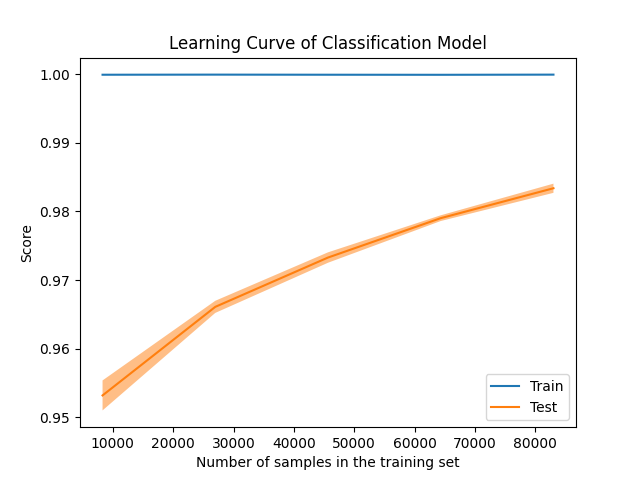 Learning Curve of Classification Model
1.00
0.99
0.98
0.97
0.96
0.95
Score
Train
Test
10000 20000 30000 40000 50000 60000 70000 80000
Number of samples in the training set